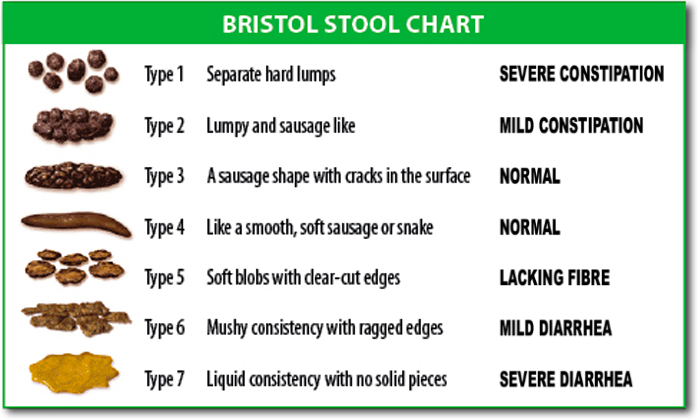 BRISTOL STOOL CHART
Type 1 Separate hard lumps SEVERE CONSTIPATION
Type 2 Lumpy and sausage like MILD CONSTIPATION
Type 3 A sausage shape with cracks in the surface NORMAL
Type 4 Like a smooth, soft sausage or snake NORMAL
Type 5 Soft blobs with clear-cut edges LACKING FIBRE
Type 6 Mushy consistency with ragged edges MILD DIARRHEA
Type 7 Liquid consistency with no solid pieces SEVERE DIARRHEA